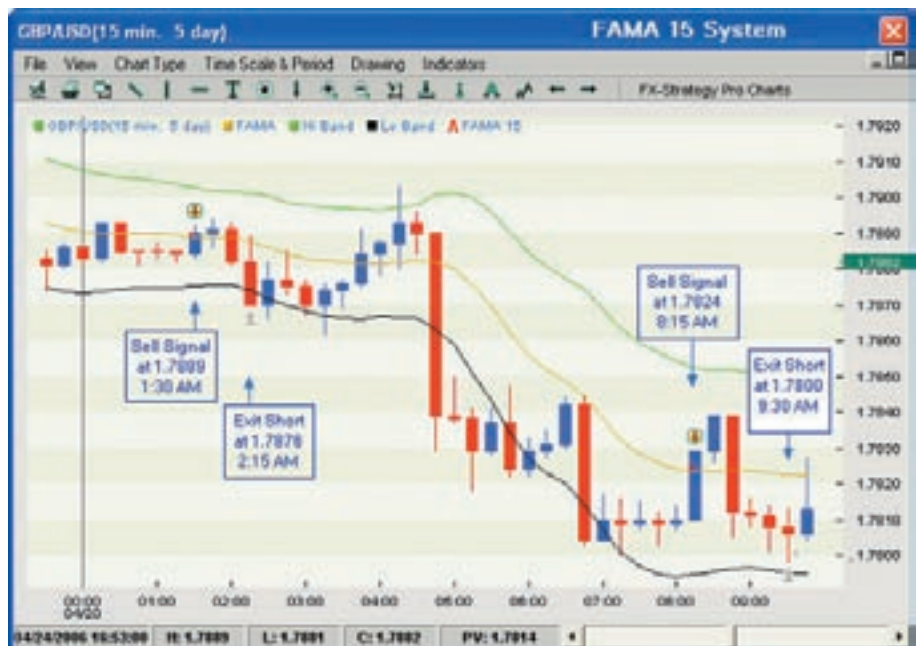 GBP/USD(15 min. 5 day)
FAMA 15 System
File View Chart Type Time Scale & Period Drawing Indicators
FX-Strategy Pro Charts
GBP/USD(15 min. 5 day) FAMA Hi Band Lo Band FAMA 15
1.7920
1.7910
1.7900
1.7890
1.7882
1.7880
1.7870
1.7860
1.7850
1.7840
1.7830
1.7820
1.7810
1.7800
Sell Signal
at 1.7889
1:30 AM
Exit Short
at 1.7878
2:15 AM
Sell Signal
at 1.7824
8:15 AM
Exit Short
at 1.7800
9:30 AM
00:00 01:00 02:00 03:00 04:00 05:00 06:00 07:00 08:00 09:00
04/20
04/24/2006 16:53:00 H: 1.7889 L: 1.7881 C: 1.7882 PV: 1.7814